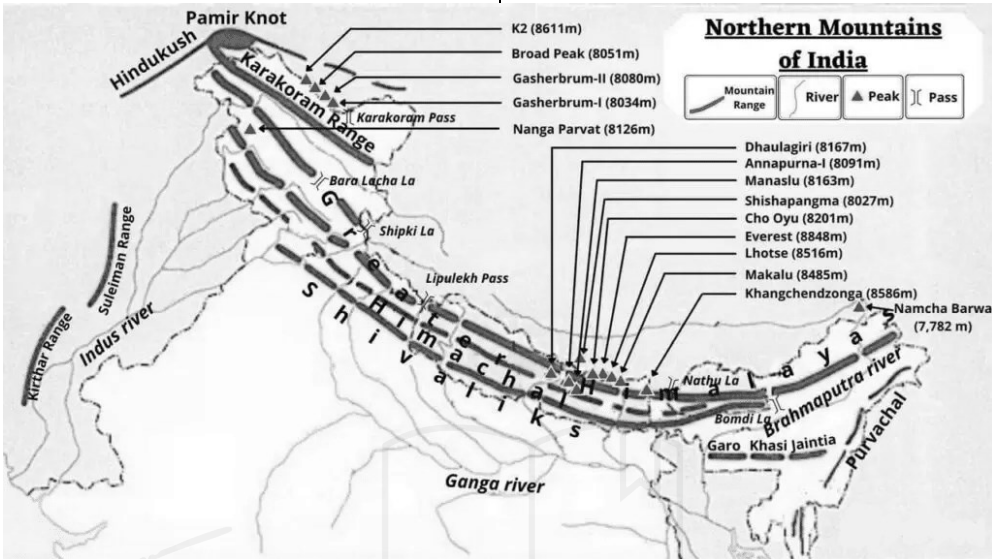 Pamir Knot
Hindukush
Karakoram Range
K2 (8611m)
Broad Peak (8051m)
Gasherbrum-II (8080m)
Gasherbrum-I (8034m)
Karakoram Pass
Nanga Parvat (8126m)
Northern Mountains
of India
Mountain
Range
River
Peak
Pass
Dhaulagiri (8167m)
Annapurna-I (8091m)
Manaslu (8163m)
Shishapangma (8027m)
Cho Oyu (8201m)
Everest (8848m)
Lhotse (8516m)
Makalu (8485m)
Khangchendzonga (8586m)
Namcha Barwa
(7,782 m)
Bara Lacha La
Shipki La
Lipulekh Pass
Nathu La
Bomdi La
Greater Himalayas
Himachal
Shivaliks
Suleiman Range
Kirthar Range
Indus river
Ganga river
Brahmaputra river
Garo Khasi Jaintia
Purvachal